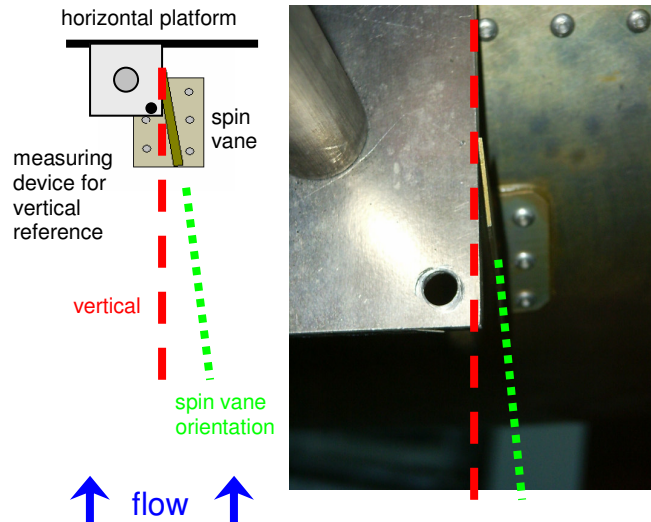 horizontal platform
spin
vane
measuring
device for
vertical
reference
vertical
spin vane
orientation
flow